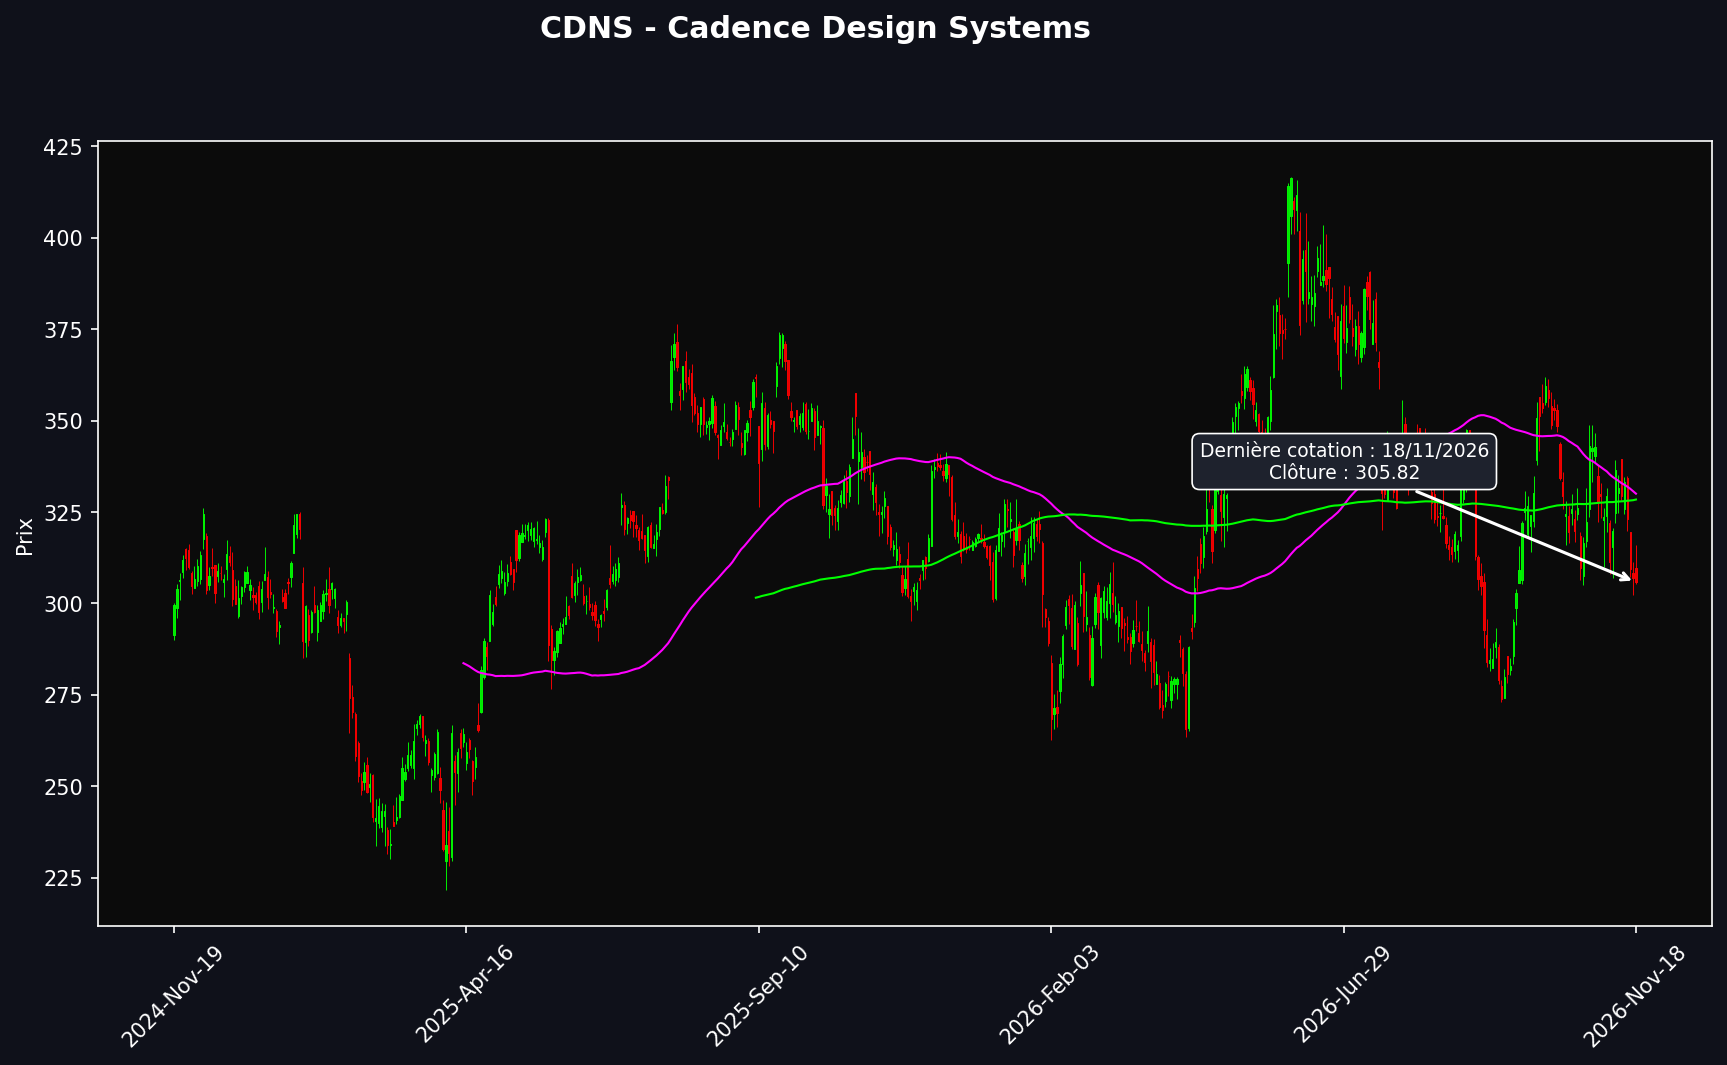 CDNS - Cadence Design Systems
425
400
375
350
325
300
275
250
225
Prix
Dernière cotation : 18/11/2026
Clôture : 305.82
2024-Nov-19
2025-Apr-16
2025-Sep-10
2026-Feb-03
2026-Jun-29
2026-Nov-18